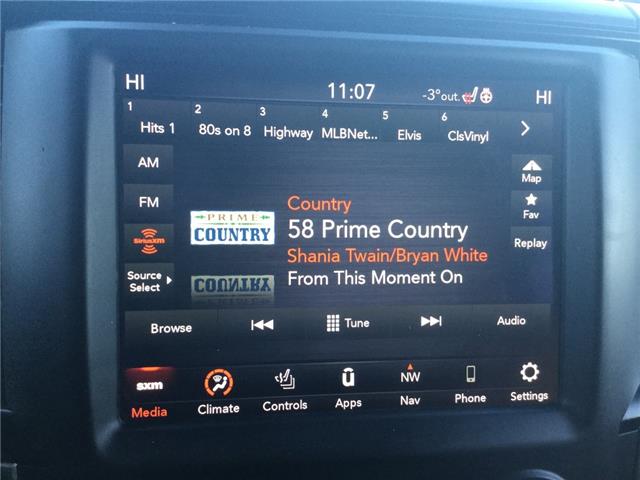 HI 11:07 -3°out. HI
1 Hits 1 2 80s on 8 3 Highway 4 MLBNet... 5 Elvis 6 ClsVinyl
AM
FM
SiriusXM
Source Select
PRIME
COUNTRY
Country
58 Prime Country
Shania Twain/Bryan White
From This Moment On
Map
Fav
Replay
Browse Tune Audio
sxm U NW
Media Climate Controls Apps Nav Phone Settings